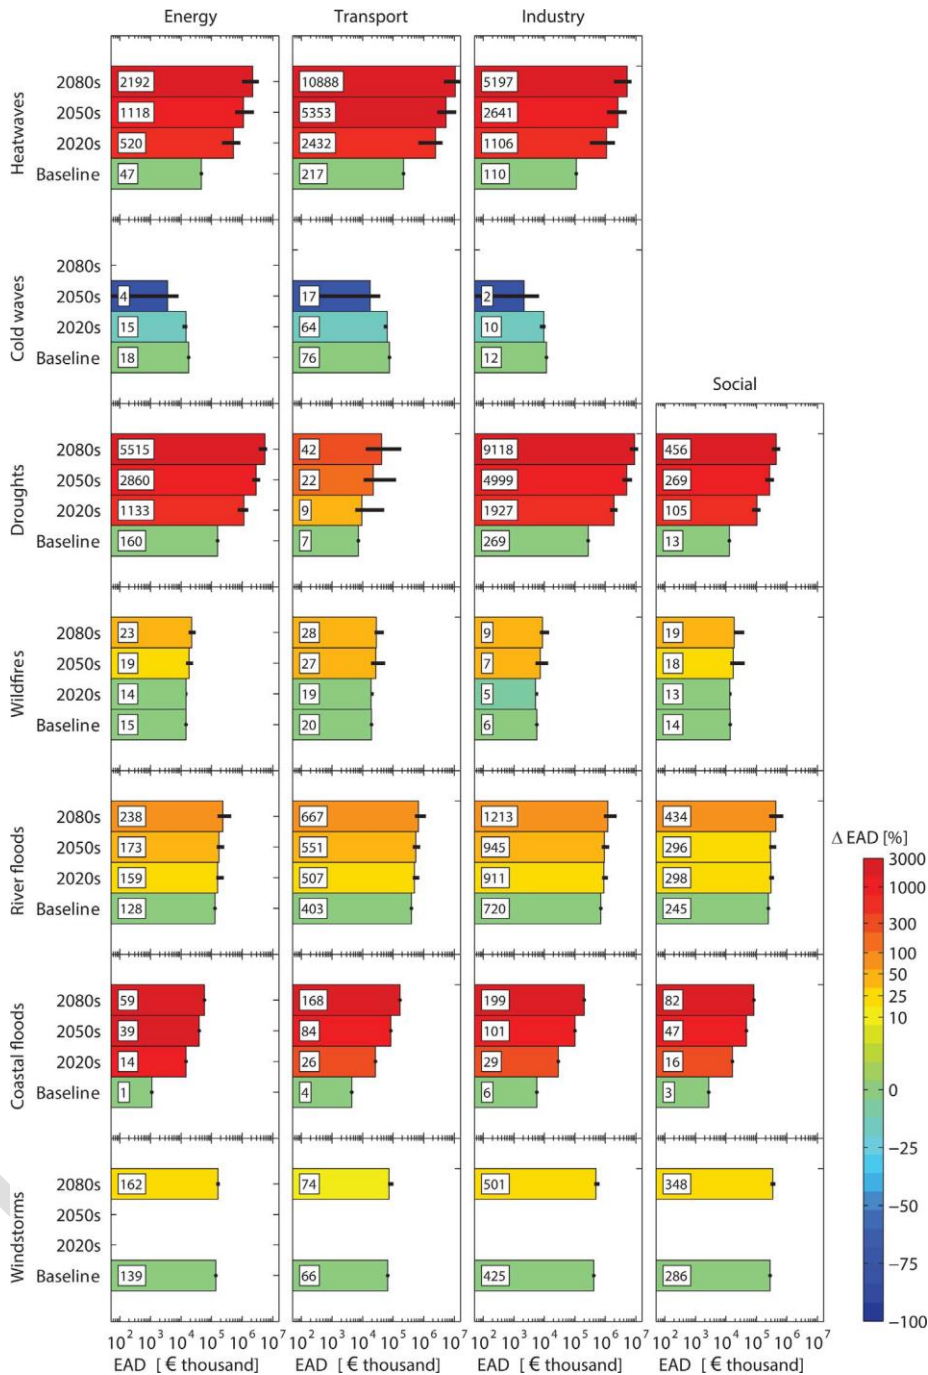 Energy Transport Industry
Heatwaves
2080s 2192 10888 5197
2050s 1118 5353 2641
2020s 520 2432 1106
Baseline 47 217 110
Cold waves
2080s
2050s 4 17 2
2020s 15 64 10
Baseline 18 76 12
Social
Droughts
2080s 5515 42 9118 456
2050s 2860 22 4999 269
2020s 1133 9 1927 105
Baseline 160 7 269 13
Wildfires
2080s 23 28 9 19
2050s 19 27 7 18
2020s 14 19 5 13
Baseline 15 20 6 14
River floods
2080s 238 667 1213 434
2050s 173 551 945 296
2020s 159 507 911 298
Baseline 128 403 720 245
Coastal floods
2080s 59 168 199 82
2050s 39 84 101 47
2020s 14 26 29 16
Baseline 1 4 6 3
Windstorms
2080s 162 74 501 348
2050s
2020s
Baseline 139 66 425 286
10² 10³ 10⁴ 10⁵ 10⁶ 10⁷ 10² 10³ 10⁴ 10⁵ 10⁶ 10⁷ 10² 10³ 10⁴ 10⁵ 10⁶ 10⁷ 10² 10³ 10⁴ 10⁵ 10⁶ 10⁷
EAD [ € thousand] EAD [ € thousand] EAD [ € thousand] EAD [ € thousand]
Δ EAD [%]
3000
1000
300
100
50
25
10
0
−25
−50
−75
−100